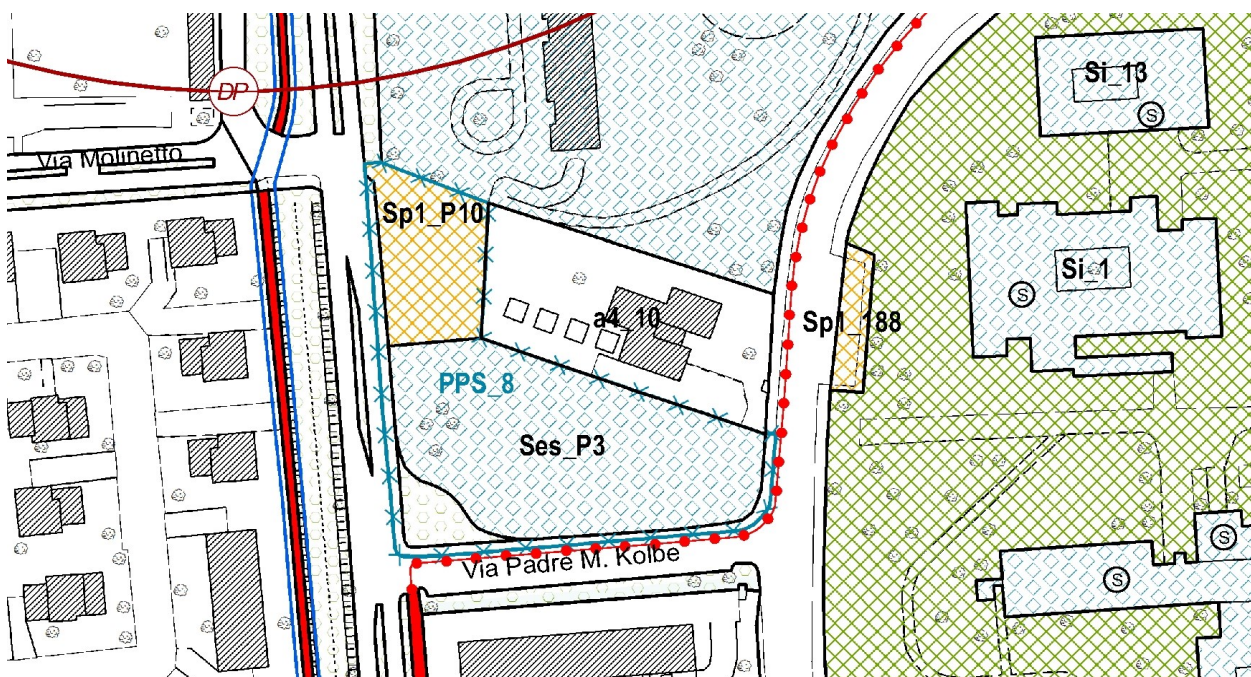 Si_13
S
DP
Via Molinetto
Sp1_P10
Si_1
S
a4_10
Sp1_188
PPS_8
Ses_P3
S
Via Padre M. Kolbe
S